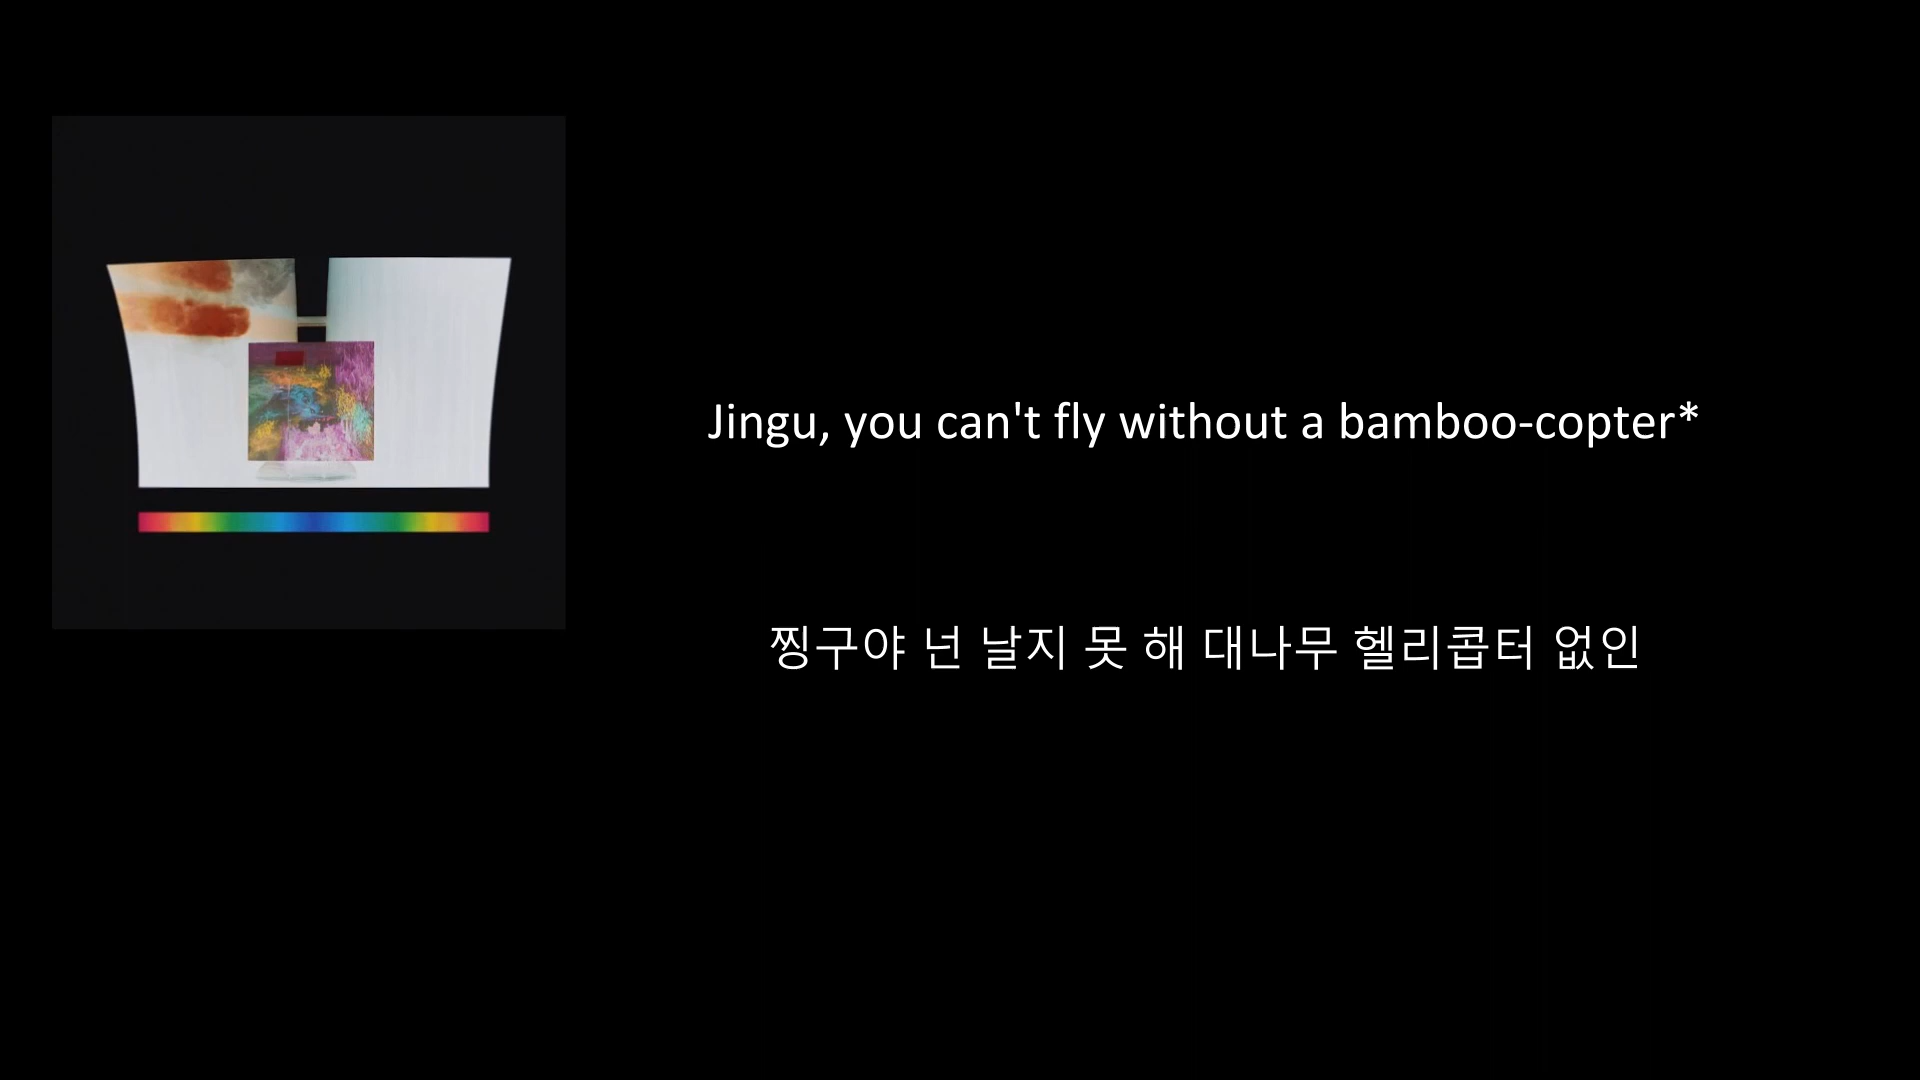 Jingu, you can't fly without a bamboo-copter*
찡구야 넌 날지 못 해 대나무 헬리콥터 없인